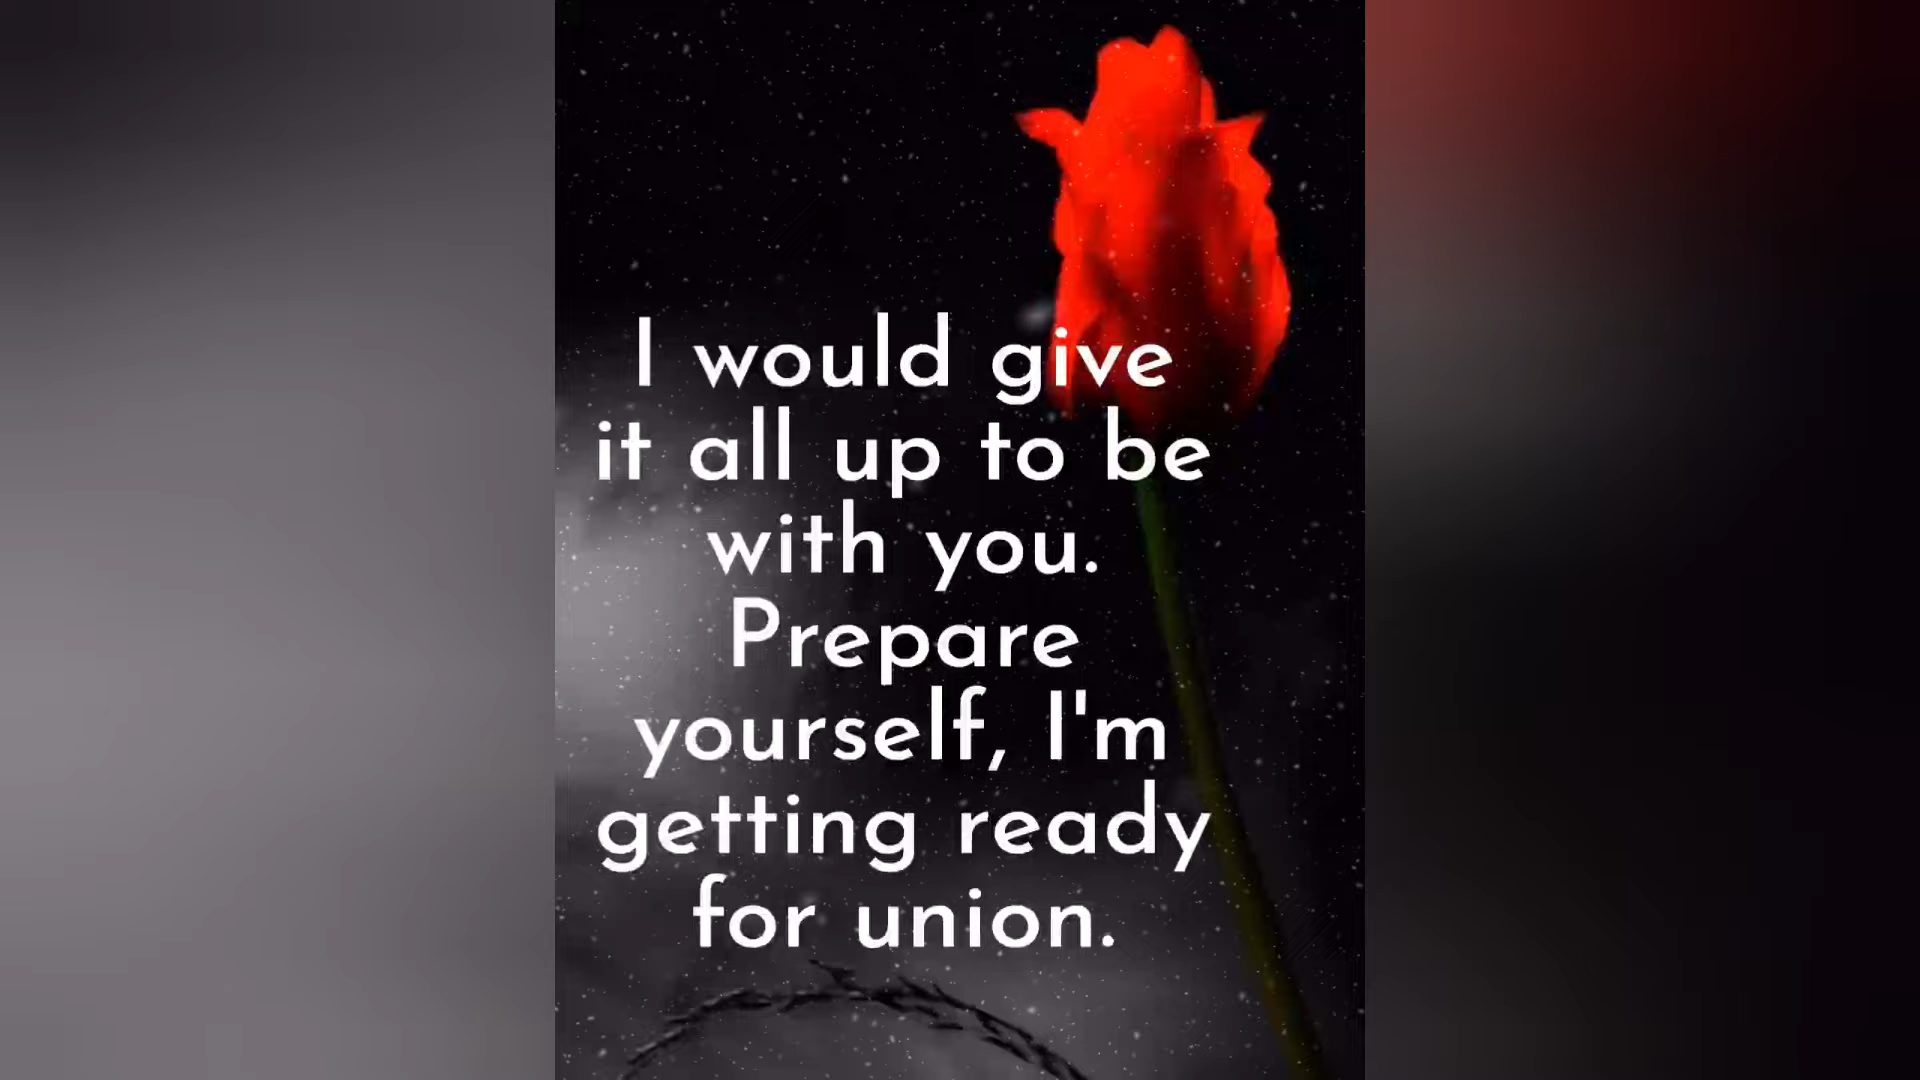 I would give
it all up to be
with you.
Prepare
yourself, I'm
getting ready
for union.